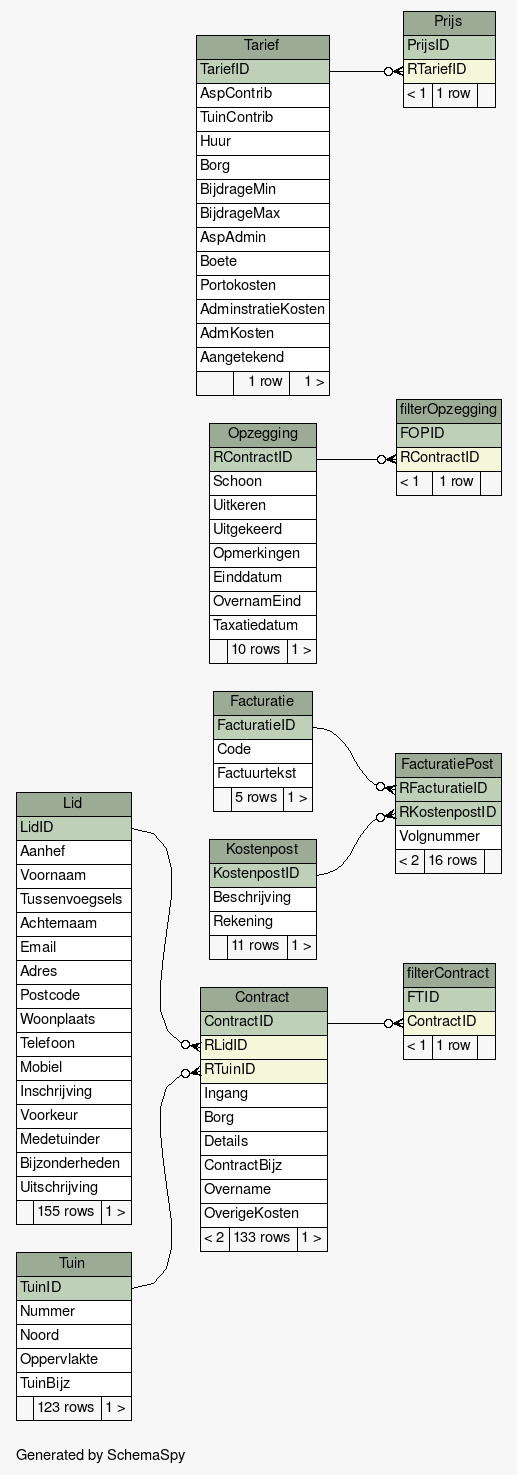 Prijs
PrijsID
RTariefID
< 1 1 row
Tarief
TariefID
AspContrib
TuinContrib
Huur
Borg
BijdrageMin
BijdrageMax
AspAdmin
Boete
Portokosten
AdminstratieKosten
AdmKosten
Aangetekend
1 row 1 >
filterOpzegging
FOPID
RContractID
< 1 1 row
Opzegging
RContractID
Schoon
Uitkeren
Uitgekeerd
Opmerkingen
Einddatum
OvernamEind
Taxatiedatum
10 rows 1 >
Facturatie
FacturatieID
Code
Factuurtekst
5 rows 1 >
FacturatiePost
RFacturatieID
RKostenpostID
Volgnummer
< 2 16 rows
Kostenpost
KostenpostID
Beschrijving
Rekening
11 rows 1 >
Lid
LidID
Aanhef
Voornaam
Tussenvoegsels
Achternaam
Email
Adres
Postcode
Woonplaats
Telefoon
Mobiel
Inschrijving
Voorkeur
Medetuinder
Bijzonderheden
Uitschrijving
155 rows 1 >
filterContract
FTID
ContractID
< 1 1 row
Contract
ContractID
RLidID
RTuinID
Ingang
Borg
Details
ContractBijz
Overname
OverigeKosten
< 2 133 rows 1 >
Tuin
TuinID
Nummer
Noord
Oppervlakte
TuinBijz
123 rows 1 >
Generated by SchemaSpy